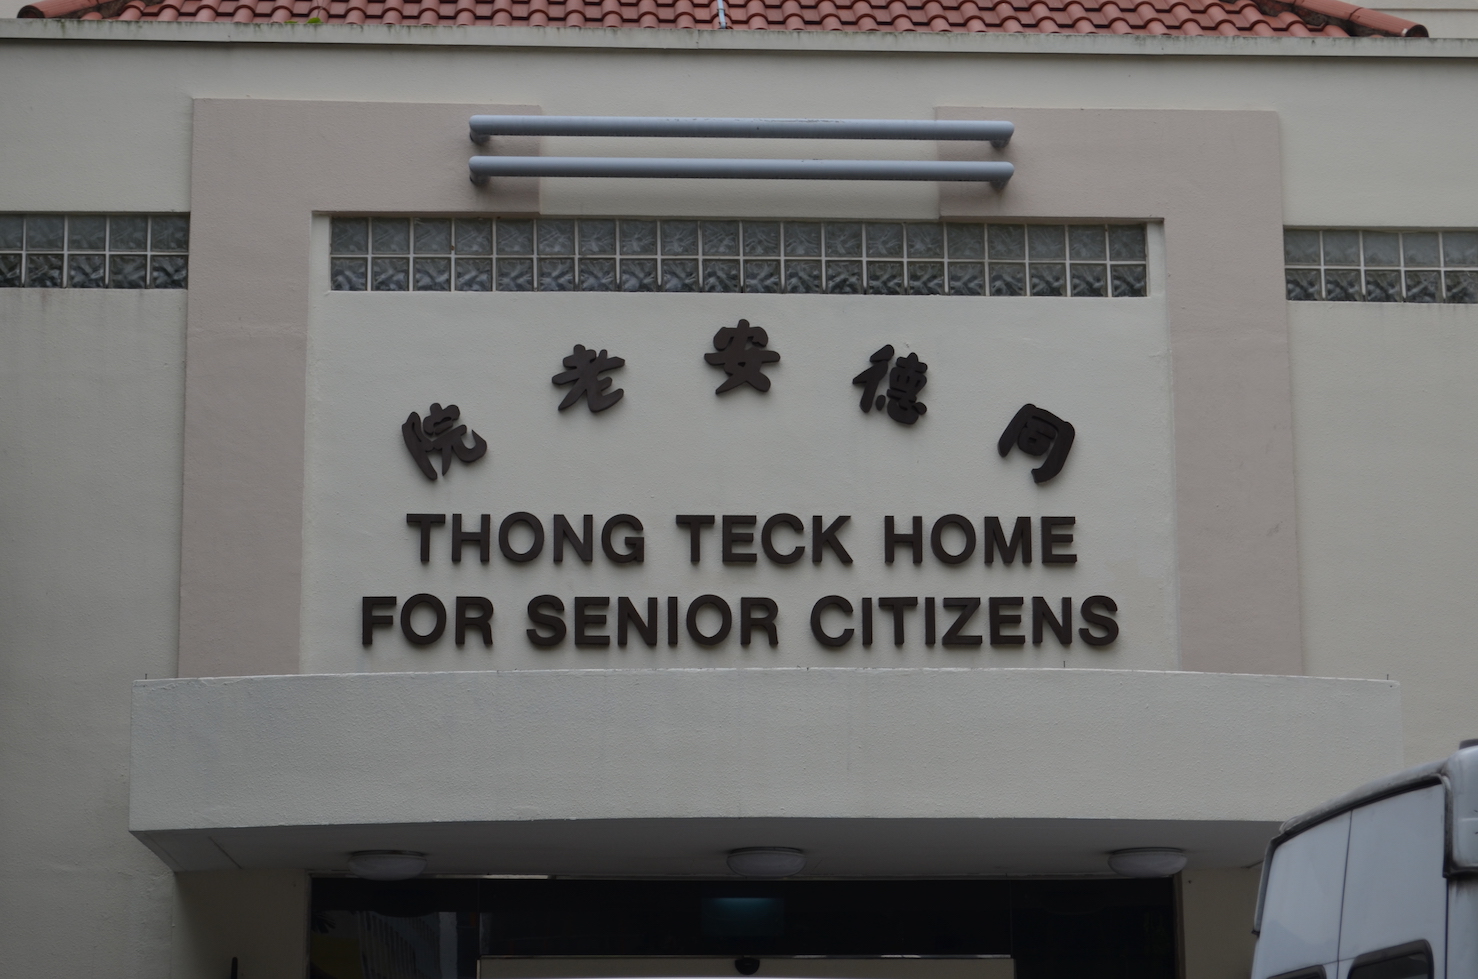 同德安老院
THONG TECK HOME
FOR SENIOR CITIZENS